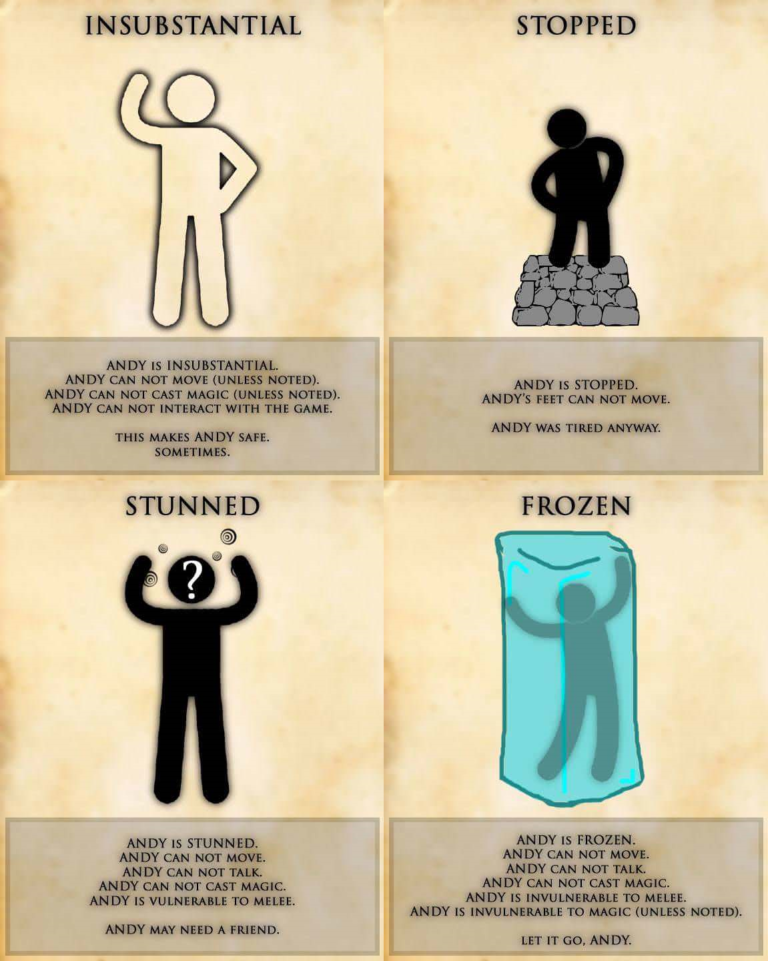 INSUBSTANTIAL
ANDY IS INSUBSTANTIAL.
ANDY CAN NOT MOVE (UNLESS NOTED).
ANDY CAN NOT CAST MAGIC (UNLESS NOTED).
ANDY CAN NOT INTERACT WITH THE GAME.
THIS MAKES ANDY SAFE.
SOMETIMES.
STOPPED
ANDY IS STOPPED.
ANDY'S FEET CAN NOT MOVE.
ANDY WAS TIRED ANYWAY.
STUNNED
?
ANDY IS STUNNED.
ANDY CAN NOT MOVE.
ANDY CAN NOT TALK.
ANDY CAN NOT CAST MAGIC.
ANDY IS VULNERABLE TO MELEE.
ANDY MAY NEED A FRIEND.
FROZEN
ANDY IS FROZEN.
ANDY CAN NOT MOVE.
ANDY CAN NOT TALK.
ANDY CAN NOT CAST MAGIC.
ANDY IS INVULNERABLE TO MELEE.
ANDY IS INVULNERABLE TO MAGIC (UNLESS NOTED).
LET IT GO, ANDY.